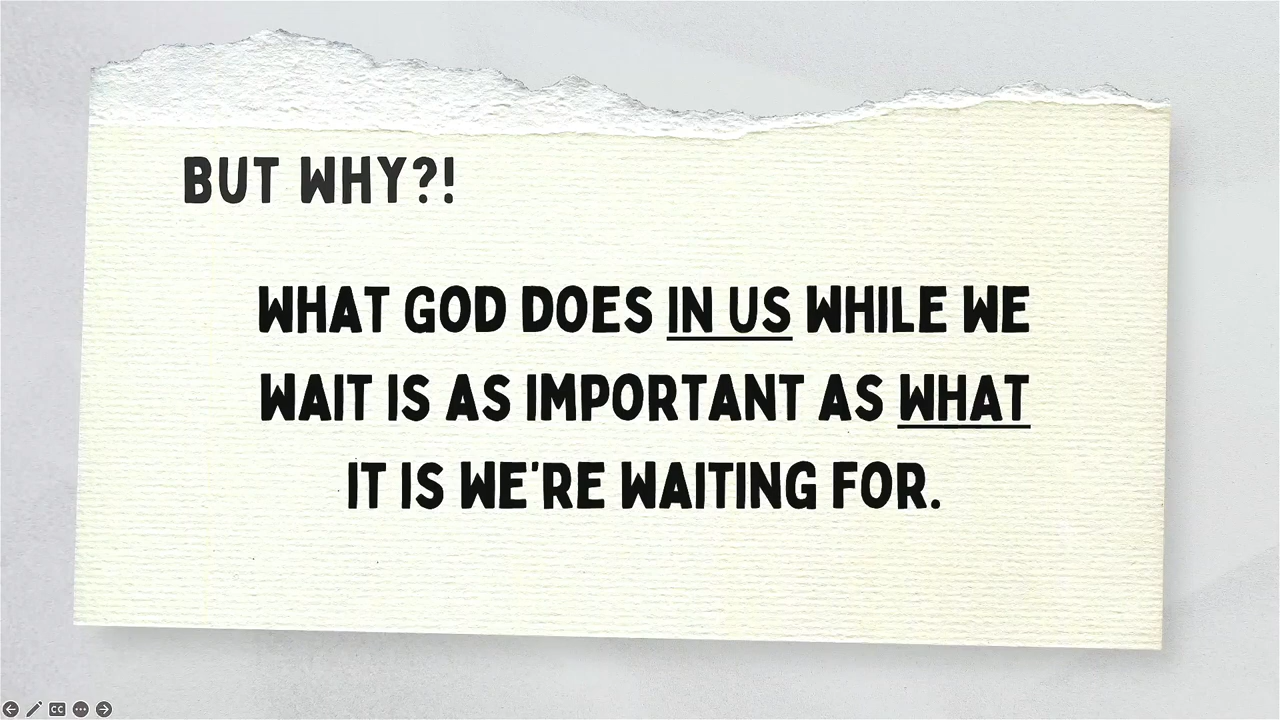 BUT WHY?!
WHAT GOD DOES IN US WHILE WE
WAIT IS AS IMPORTANT AS WHAT
IT IS WE'RE WAITING FOR.
CC